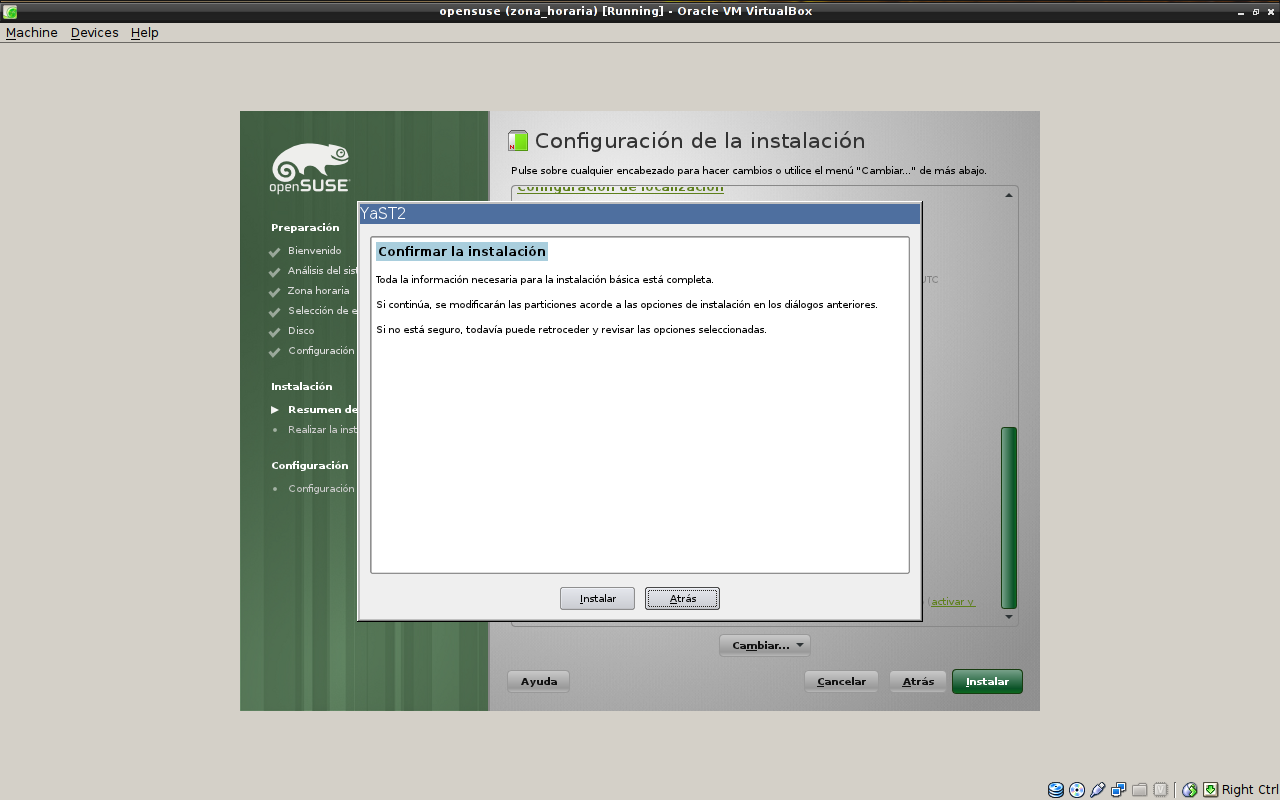 opensuse (zona_horaria) [Running] - Oracle VM VirtualBox
Machine Devices Help
openSUSE
Preparación
Bienvenido
Análisis del sist
Zona horaria
Selección de e
Disco
Configuración
Instalación
Resumen de
Realizar la inst
Configuración
Configuración
Configuración de la instalación
Pulse sobre cualquier encabezado para hacer cambios o utilice el menú "Cambiar..." de más abajo.
Configuración de localización
UTC
YaST2
Confirmar la instalación
Toda la información necesaria para la instalación básica está completa.
Si continúa, se modificarán las particiones acorde a las opciones de instalación en los diálogos anteriores.
Si no está seguro, todavía puede retroceder y revisar las opciones seleccionadas.
Instalar Atrás
(activar y
Cambiar...
Ayuda Cancelar Atrás Instalar
Right Ctrl